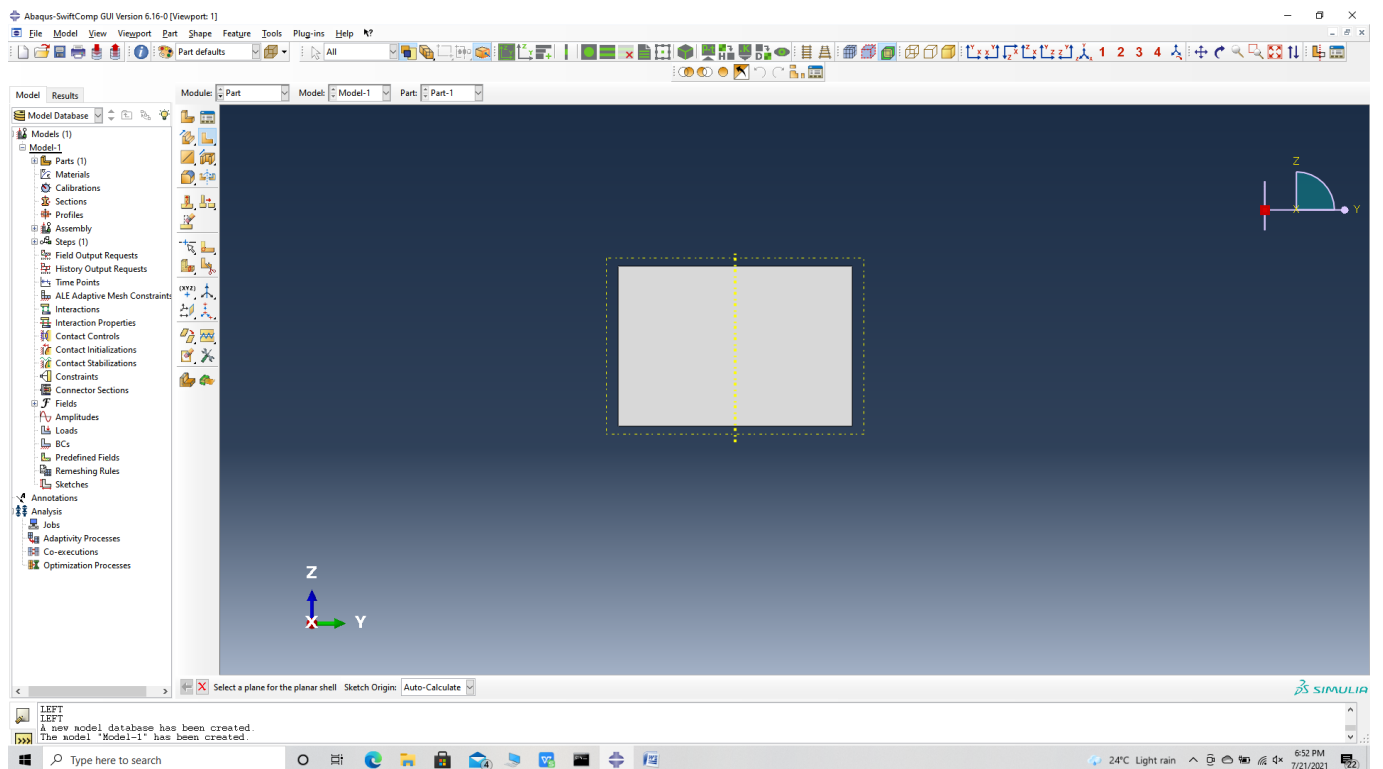 Abaqus-SwiftComp GUI Version 6.16-0 [Viewport: 1]
File Model View Viewport Part Shape Feature Tools Plug-ins Help
Part defaults All 1 2 3 4
Model Results
Module: Part Model: Model-1 Part: Part-1
Model Database
Models (1)
Model-1
Parts (1)
Materials
Calibrations
Sections
Profiles
Assembly
Steps (1)
Field Output Requests
History Output Requests
Time Points
ALE Adaptive Mesh Constraints
Interactions
Interaction Properties
Contact Controls
Contact Initializations
Contact Stabilizations
Constraints
Connector Sections
Fields
Amplitudes
Loads
BCs
Predefined Fields
Remeshing Rules
Sketches
Annotations
Analysis
Jobs
Adaptivity Processes
Co-executions
Optimization Processes
(XYZ)
Z
X Y
Z
X Y
Select a plane for the planar shell Sketch Origin: Auto-Calculate
SIMULIA
LEFT
LEFT
A new model database has been created.
The model "Model-1" has been created.
Type here to search
24°C Light rain
6:52 PM
7/21/2021
22